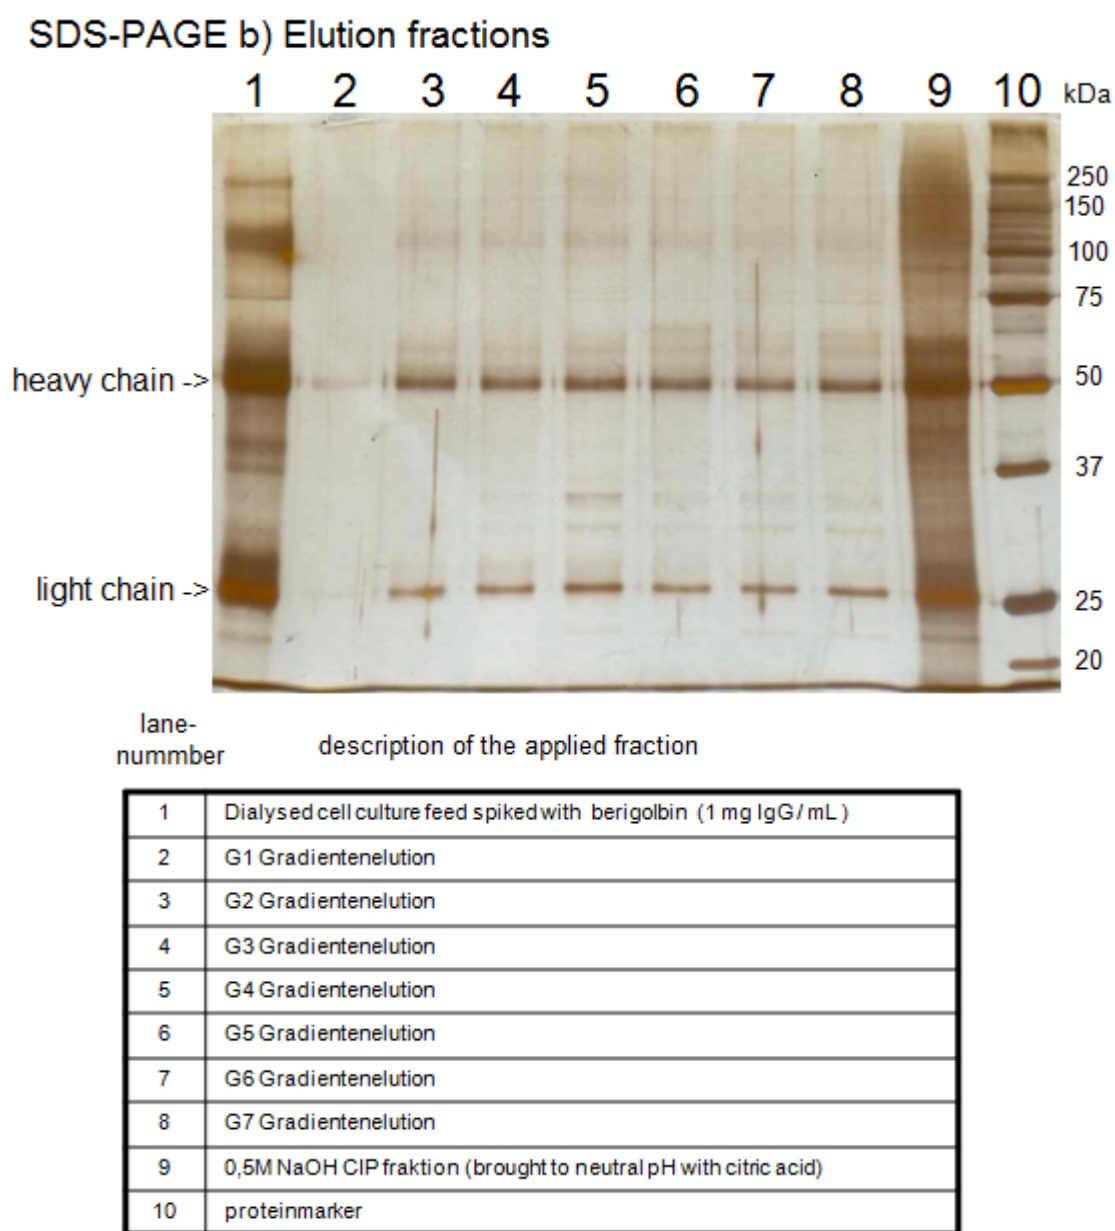 SDS-PAGE b) Elution fractions
1 2 3 4 5 6 7 8 9 10 kDa
250
150
100
75
heavy chain -> 50
37
light chain -> 25
20
lane-
nummber description of the applied fraction
1 Dialysed cell culture feed spiked with berigolbin (1 mg IgG / mL)
2 G1 Gradientenelution
3 G2 Gradientenelution
4 G3 Gradientenelution
5 G4 Gradientenelution
6 G5 Gradientenelution
7 G6 Gradientenelution
8 G7 Gradientenelution
9 0,5M NaOH CIP fraktion (brought to neutral pH with citric acid)
10 proteinmarker